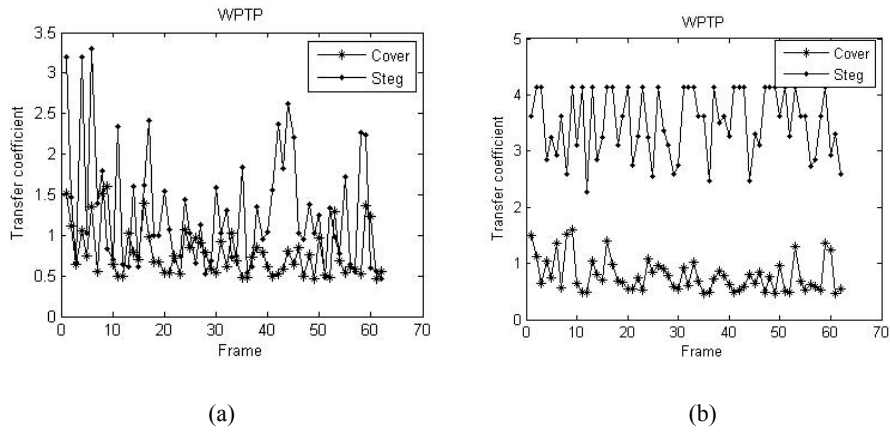 WPTP
3.5
3
2.5
2
1.5
1
0.5
0
0 10 20 30 40 50 60 70
Transfer coefficient
Frame
Cover
Steg
(a)
WPTP
5
4
3
2
1
0
0 10 20 30 40 50 60 70
Transfer coefficient
Frame
Cover
Steg
(b)